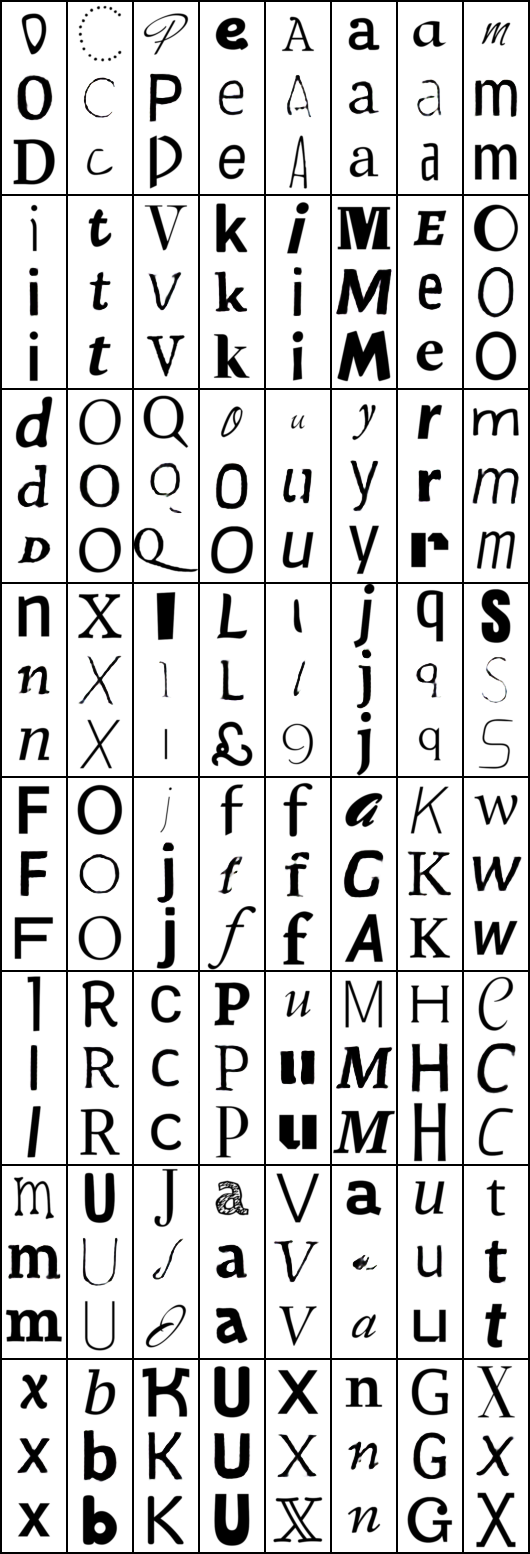 D C P e A a a m
O C P e A a a m
D c D e A a a m
i t V k i M E O
i t V k i M e O
i t V k i M e O
d O Q O u y r m
d O Q O u y r m
D O Q O u y r m
n X I L l j q S
n X l L l j q S
n X l £ 9 j q S
F O j f f a K w
F O j f f G K w
F O j f f A K w
l R c P u M H C
l R c P u M H C
l R c P u M H C
m U J a V a u t
m U J a V u t
m U O a V a u t
x b K U X n G X
x b K U X n G X
x b K U X n G X